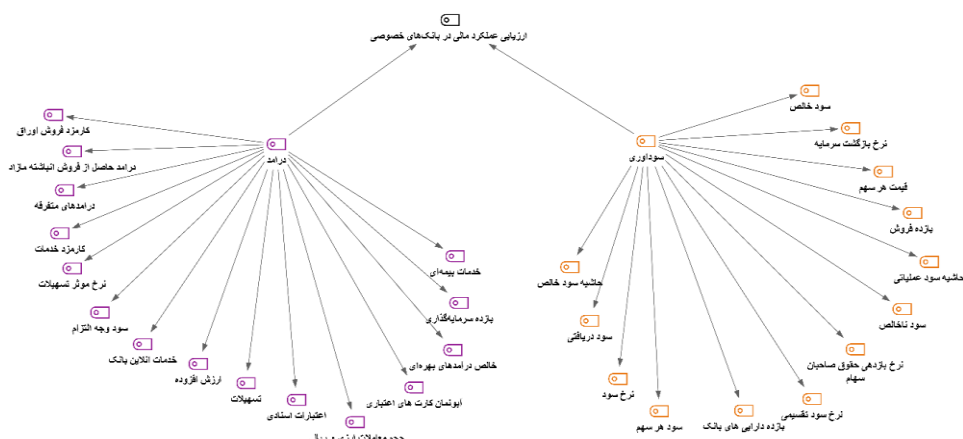 ارزیابی عملکرد مالی در بانک‌های خصوصی
سود خالص
کارمزد فروش اوراق
نرخ بازگشت سرمایه
سوداوری
درامد
درامد حاصل از فروش انباشته مازاد
قیمت هر سهم
درامدهای متفرقه
بازده فروش
کارمزد خدمات
خدمات بیمه‌ای
حاشیه سود عملیاتی
نرخ موثر تسهیلات
حاشیه سود خالص
بازده سرمایه‌گذاری
سود ناخالص
سود وجه التزام
سود دریافتی
خدمات انلاین بانک
خالص درامدهای بهره‌ای
نرخ بازدهی حقوق صاحبان
سهام
ارزش افزوده
تسهیلات
ابونمان کارت های اعتباری
نرخ سود
نرخ سود تقسیمی
اعتبارات اسنادی
سود هر سهم
بازده دارایی های بانک